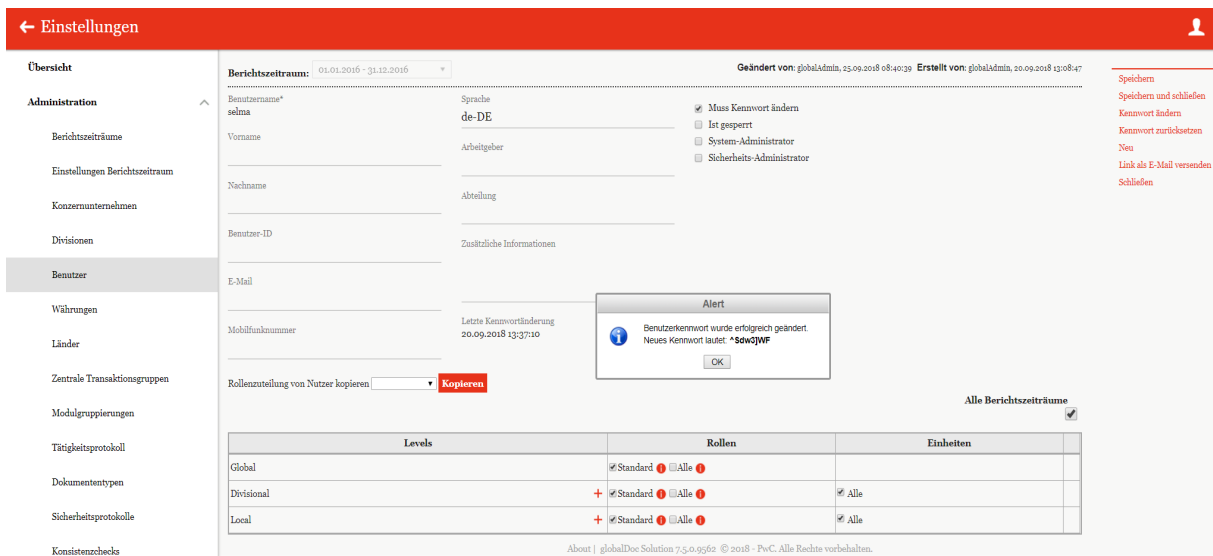 ← Einstellungen
Übersicht
Administration
Berichtszeiträume
Einstellungen Berichtszeitraum
Konzernunternehmen
Divisionen
Benutzer
Währungen
Länder
Zentrale Transaktionsgruppen
Modulgruppierungen
Tätigkeitsprotokoll
Dokumententypen
Sicherheitsprotokolle
Konsistenzchecks
Berichtszeitraum: 01.01.2016 - 31.12.2016
Geändert von: globalAdmin, 25.09.2018 08:40:39 Erstellt von: globalAdmin, 20.09.2018 13:08:47
Benutzername*
selma
Vorname
Nachname
Benutzer-ID
E-Mail
Mobilfunknummer
Sprache
de-DE
Arbeitgeber
Abteilung
Zusätzliche Informationen
Letzte Kennwortänderung
20.09.2018 13:37:10
Muss Kennwort ändern
Ist gesperrt
System-Administrator
Sicherheits-Administrator
Alert
Benutzerkennwort wurde erfolgreich geändert.
Neues Kennwort lautet: ^Sdw3]WF
OK
Rollenzuteilung von Nutzer kopieren Kopieren
Alle Berichtszeiträume
Levels Rollen Einheiten
Global Standard Alle
Divisional + Standard Alle Alle
Local + Standard Alle Alle
About | globalDoc Solution 7.5.0.9562 © 2018 - PwC. Alle Rechte vorbehalten.
Speichern
Speichern und schließen
Kennwort ändern
Kennwort zurücksetzen
Neu
Link als E-Mail versenden
Schließen